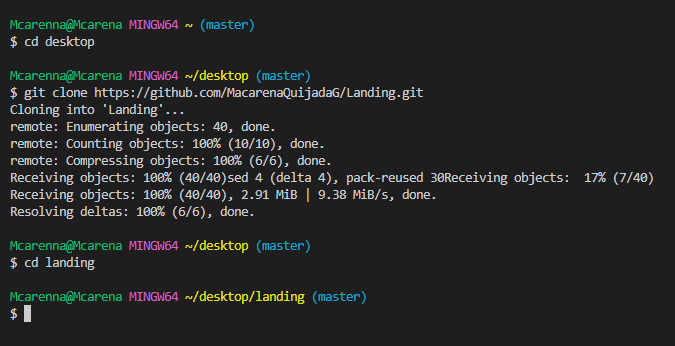 Mcarenna@Mcarena MINGW64 ~ (master)
$ cd desktop
Mcarenna@Mcarena MINGW64 ~/desktop (master)
$ git clone https://github.com/MacarenaQuijadaG/Landing.git
Cloning into 'Landing'...
remote: Enumerating objects: 40, done.
remote: Counting objects: 100% (10/10), done.
remote: Compressing objects: 100% (6/6), done.
Receiving objects: 100% (40/40)sed 4 (delta 4), pack-reused 30Receiving objects:  17% (7/40)
Receiving objects: 100% (40/40), 2.91 MiB | 9.38 MiB/s, done.
Resolving deltas: 100% (6/6), done.
Mcarenna@Mcarena MINGW64 ~/desktop (master)
$ cd landing
Mcarenna@Mcarena MINGW64 ~/desktop/landing (master)
$